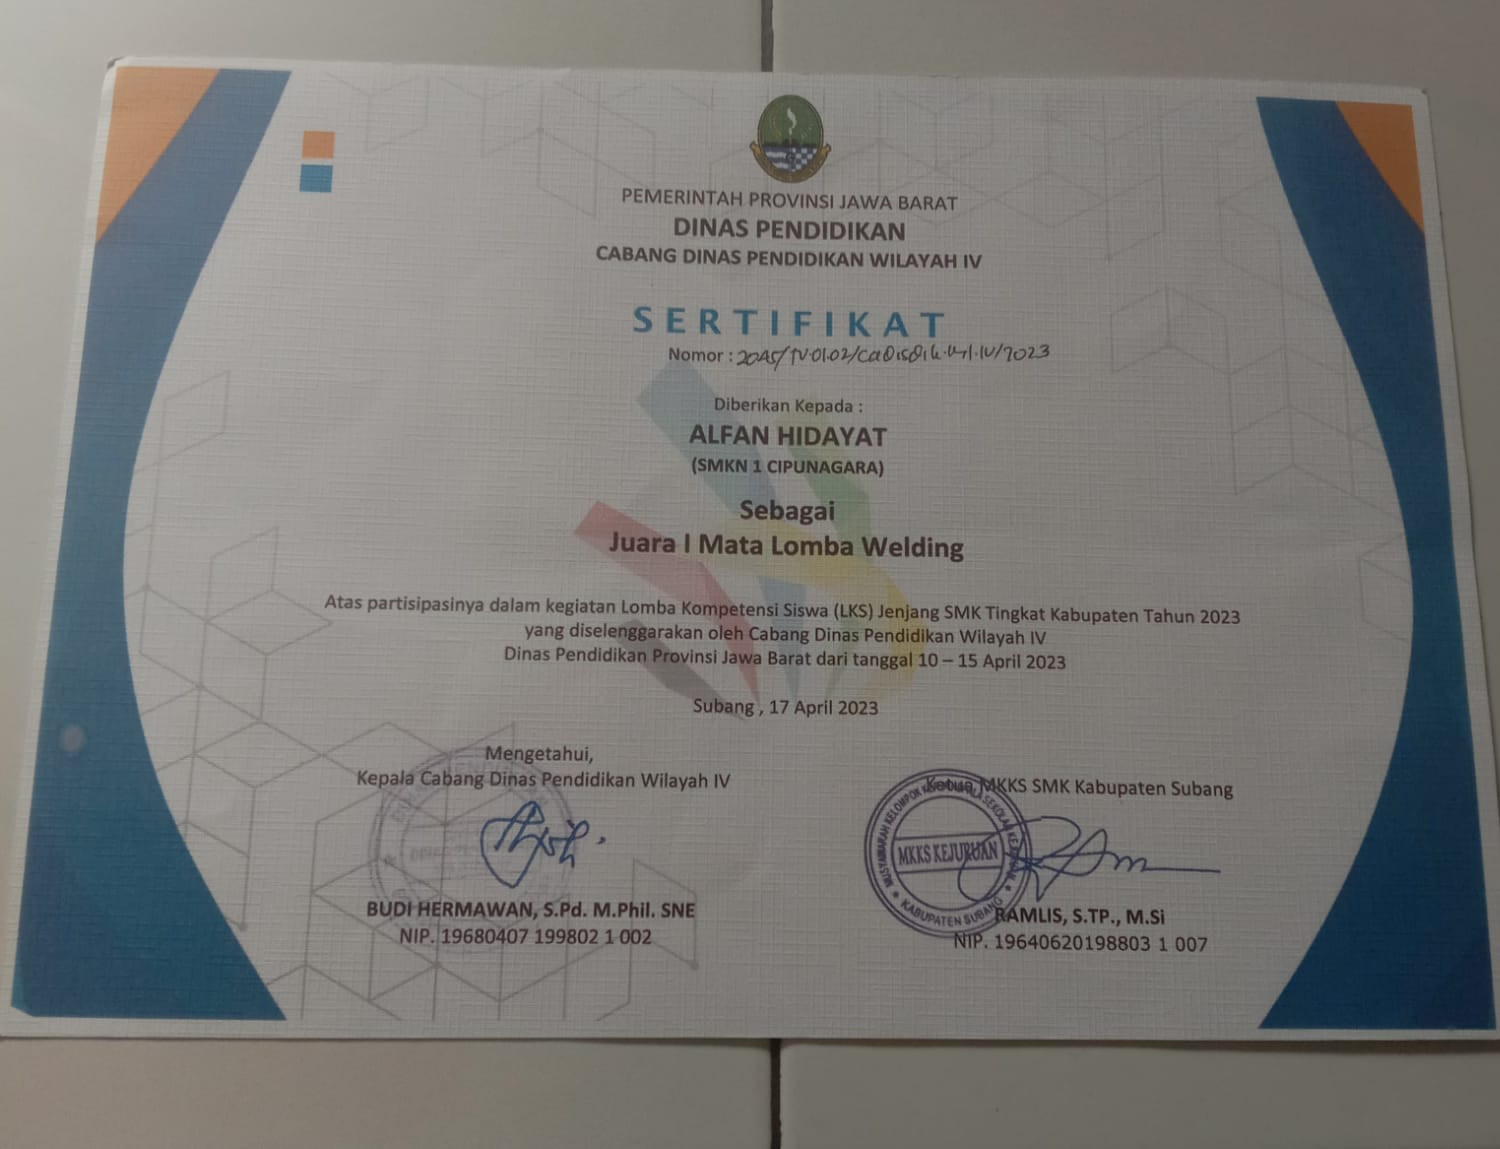 PEMERINTAH PROVINSI JAWA BARAT
DINAS PENDIDIKAN
CABANG DINAS PENDIDIKAN WILAYAH IV
SERTIFIKAT
Nomor :
Diberikan Kepada :
ALFAN HIDAYAT
(SMKN 1 CIPUNAGARA)
Sebagai
Juara I Mata Lomba Welding
Atas partisipasinya dalam kegiatan Lomba Kompetensi Siswa (LKS) Jenjang SMK Tingkat Kabupaten Tahun 2023
yang diselenggarakan oleh Cabang Dinas Pendidikan Wilayah IV
Dinas Pendidikan Provinsi Jawa Barat dari tanggal 10 – 15 April 2023
Subang , 17 April 2023
Mengetahui,
Kepala Cabang Dinas Pendidikan Wilayah IV
BUDI HERMAWAN, S.Pd. M.Phil. SNE
NIP. 19680407 199802 1 002
Ketua MKKS SMK Kabupaten Subang
MKKS KEJURUAN
KABUPATEN SUBANG
RAMLIS, S.TP., M.Si
NIP. 19640620198803 1 007